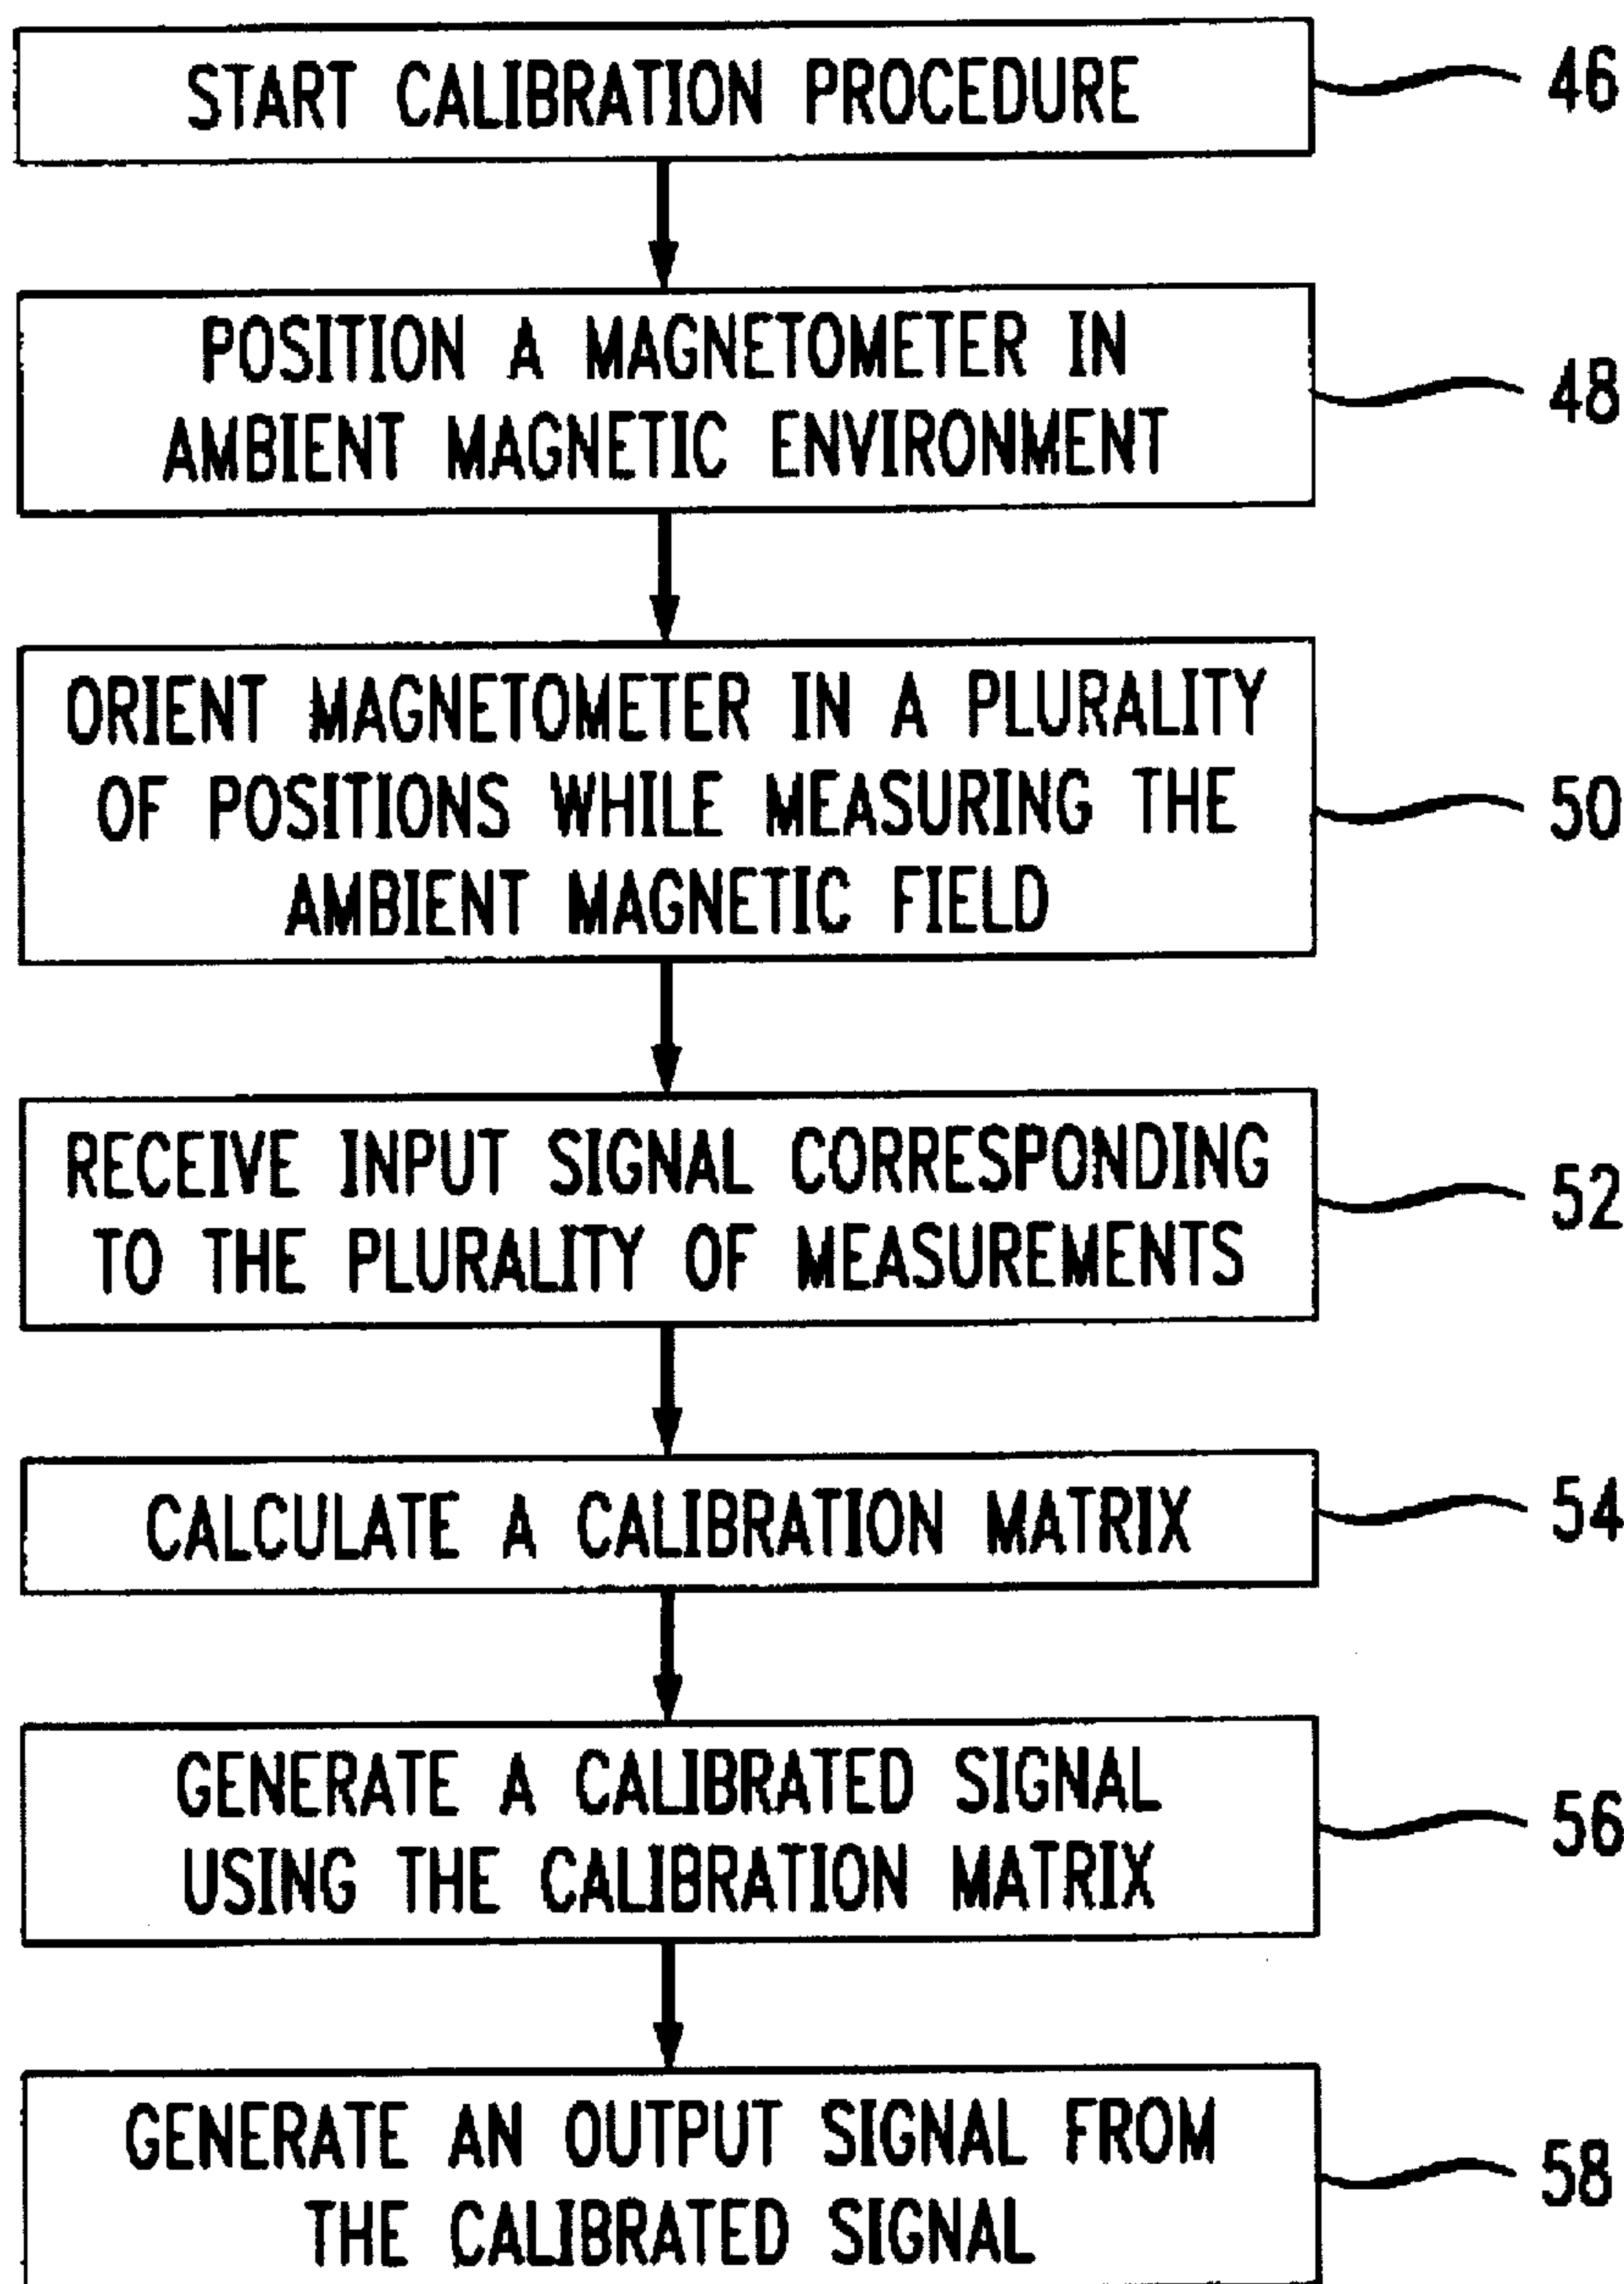 START CALIBRATION PROCEDURE
46
POSITION A MAGNETOMETER IN
AMBIENT MAGNETIC ENVIRONMENT
48
ORIENT MAGNETOMETER IN A PLURALITY
OF POSITIONS WHILE MEASURING THE
AMBIENT MAGNETIC FIELD
50
RECEIVE INPUT SIGNAL CORRESPONDING
TO THE PLURALITY OF MEASUREMENTS
52
CALCULATE A CALIBRATION MATRIX
54
GENERATE A CALIBRATED SIGNAL
USING THE CALIBRATION MATRIX
56
GENERATE AN OUTPUT SIGNAL FROM
THE CALIBRATED SIGNAL
58